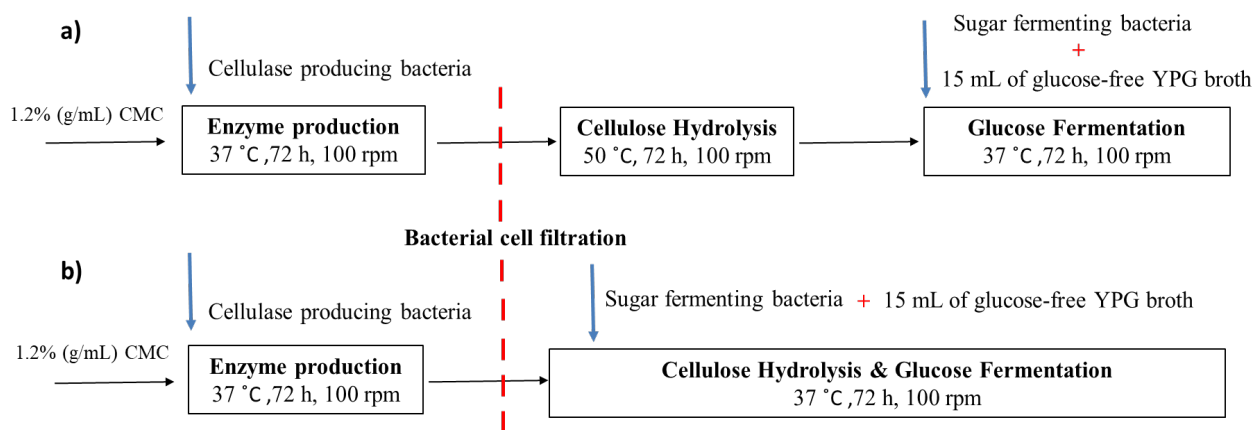 a)
Cellulase producing bacteria
Sugar fermenting bacteria
+
15 mL of glucose-free YPG broth
1.2% (g/mL) CMC
Enzyme production
37 ˚C ,72 h, 100 rpm
Cellulose Hydrolysis
50 ˚C, 72 h, 100 rpm
Glucose Fermentation
37 ˚C ,72 h, 100 rpm
Bacterial cell filtration
b)
Cellulase producing bacteria
Sugar fermenting bacteria + 15 mL of glucose-free YPG broth
1.2% (g/mL) CMC
Enzyme production
37 ˚C ,72 h, 100 rpm
Cellulose Hydrolysis & Glucose Fermentation
37 ˚C ,72 h, 100 rpm